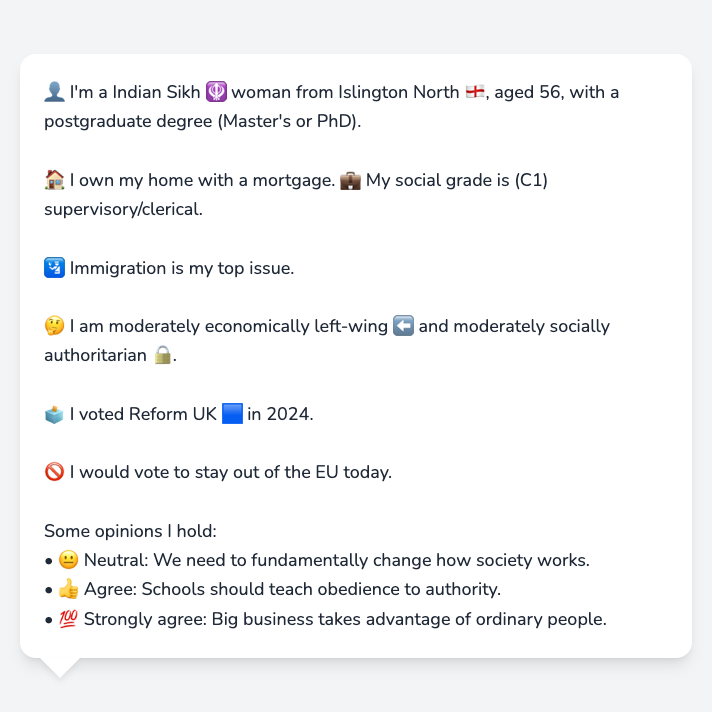 👤 I'm a Indian Sikh 🪯 woman from Islington North 🏴󠁧󠁢󠁥󠁮󠁧󠁿, aged 56, with a
postgraduate degree (Master's or PhD).
🏠 I own my home with a mortgage. 💼 My social grade is (C1)
supervisory/clerical.
🛂 Immigration is my top issue.
🤔 I am moderately economically left-wing ⬅️ and moderately socially
authoritarian 🔒.
🗳️ I voted Reform UK 🟦 in 2024.
🚫 I would vote to stay out of the EU today.
Some opinions I hold:
• 😐 Neutral: We need to fundamentally change how society works.
• 👍 Agree: Schools should teach obedience to authority.
• 💯 Strongly agree: Big business takes advantage of ordinary people.